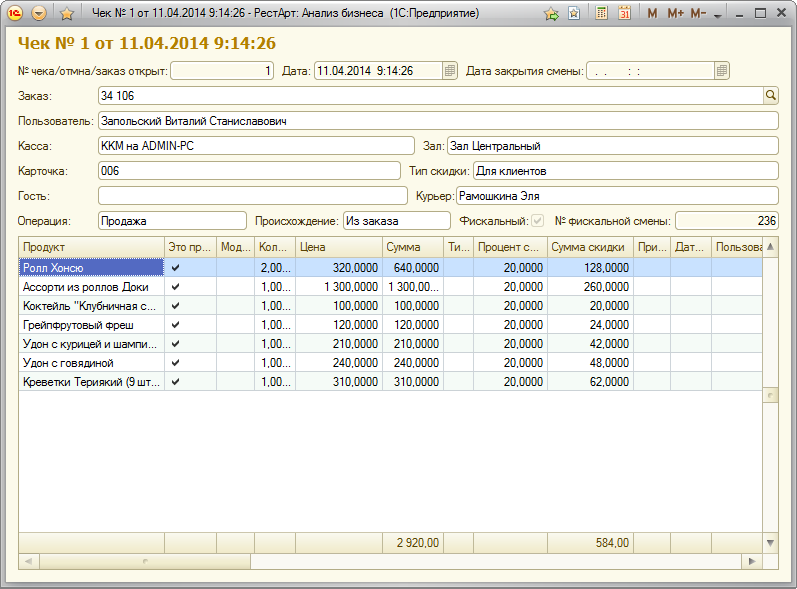 Чек № 1 от 11.04.2014 9:14:26 - РестАрт: Анализ бизнеса (1С:Предприятие) 31 M M+ M-
Чек № 1 от 11.04.2014 9:14:26
№ чека/отмна/заказ открыт: 1 Дата: 11.04.2014 9:14:26 Дата закрытия смены: . . : :
Заказ: 34 106
Пользователь: Запольский Виталий Станиславович
Касса: ККМ на ADMIN-PC Зал: Зал Центральный
Карточка: 006 Тип скидки: Для клиентов
Гость: Курьер: Рамошкина Эля
Операция: Продажа Происхождение: Из заказа Фискальный: № фискальной смены: 236
Продукт Это пр... Мод... Кол... Цена Сумма Ти... Процент с... Сумма скидки При... Дат... Пользова
Ролл Хонсю 2,00... 320,0000 640,0000 20,0000 128,0000
Ассорти из роллов Доки 1,00... 1 300,0000 1 300,00... 20,0000 260,0000
Коктейль "Клубничная с... 1,00... 100,0000 100,0000 20,0000 20,0000
Грейпфрутовый фреш 1,00... 120,0000 120,0000 20,0000 24,0000
Удон с курицей и шампи... 1,00... 210,0000 210,0000 20,0000 42,0000
Удон с говядиной 1,00... 240,0000 240,0000 20,0000 48,0000
Креветки Териякий (9 шт... 1,00... 310,0000 310,0000 20,0000 62,0000
2 920,00 584,00